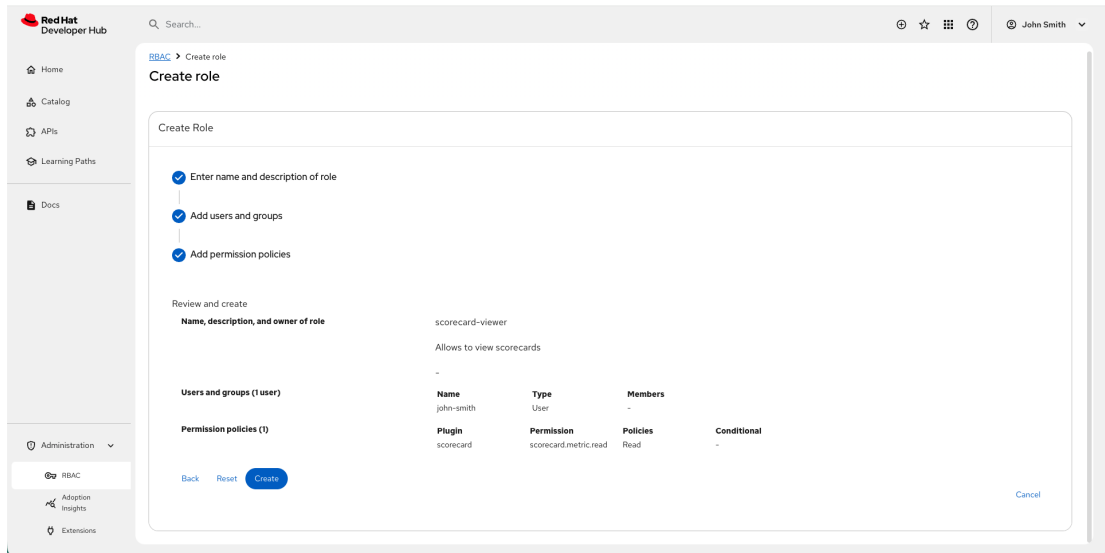 Red Hat
Developer Hub
Search...
John Smith
Home
Catalog
APIs
Learning Paths
Docs
Administration
RBAC
Adoption
Insights
Extensions
RBAC > Create role
Create role
Create Role
Enter name and description of role
Add users and groups
Add permission policies
Review and create
Name, description, and owner of role
scorecard-viewer
Allows to view scorecards
-
Users and groups (1 user)
Name Type Members
john-smith User -
Permission policies (1)
Plugin Permission Policies Conditional
scorecard scorecard.metric.read Read -
Back Reset Create
Cancel